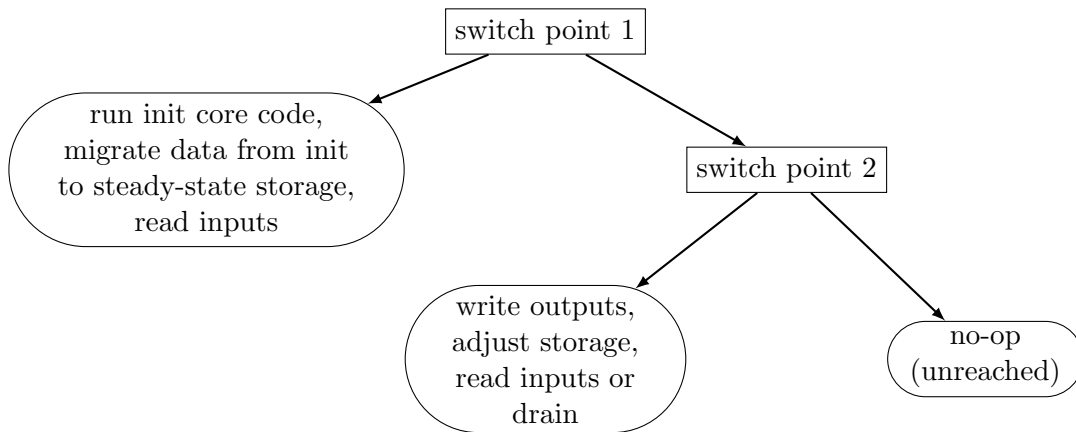 switch point 1
run init core code,
migrate data from init
to steady-state storage,
read inputs
switch point 2
write outputs,
adjust storage,
read inputs or
drain
no-op
(unreached)